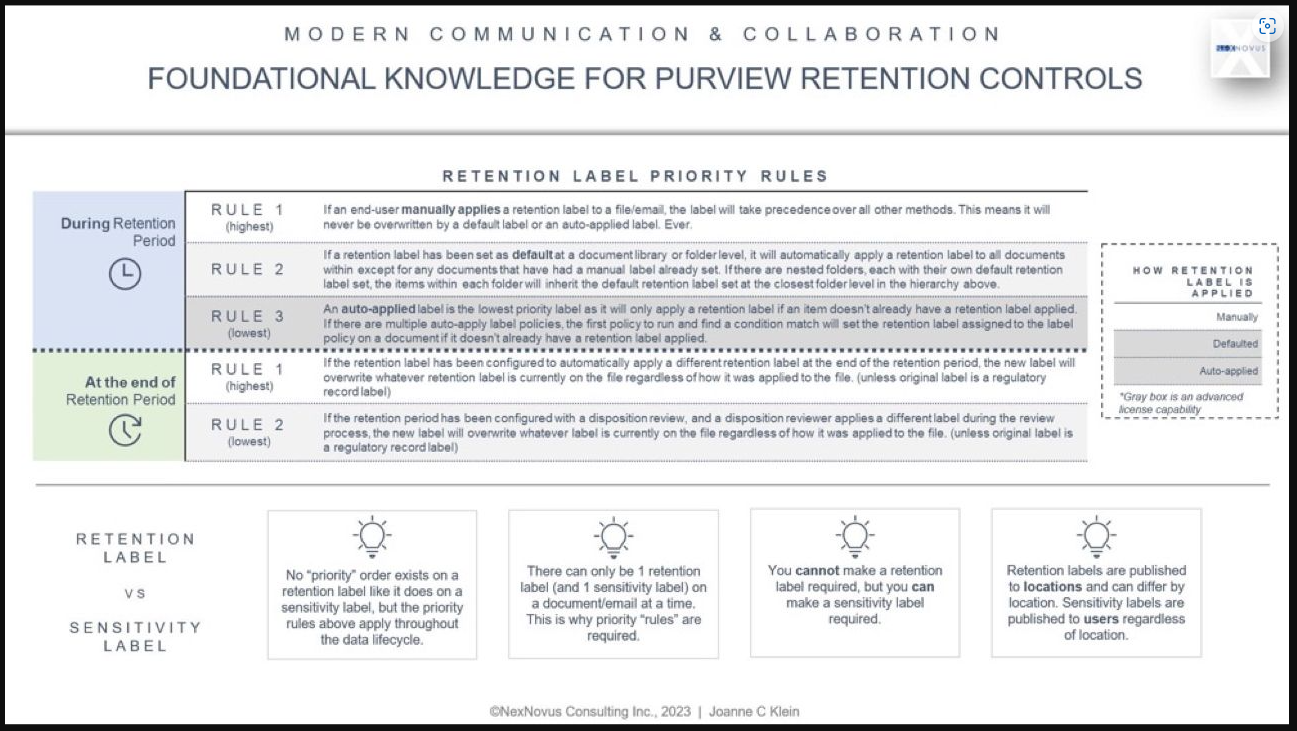 MODERN COMMUNICATION & COLLABORATION
FOUNDATIONAL KNOWLEDGE FOR PURVIEW RETENTION CONTROLS
NOVUS
RETENTION LABEL PRIORITY RULES
During Retention
Period
RULE 1
(highest)
If an end-user manually applies a retention label to a file/email, the label will take precedence over all other methods. This means it will
never be overwritten by a default label or an auto-applied label. Ever.
RULE 2
If a retention label has been set as default at a document library or folder level, it will automatically apply a retention label to all documents
within except for any documents that have had a manual label already set. If there are nested folders, each with their own default retention
label set, the items within each folder will inherit the default retention label set at the closest folder level in the hierarchy above.
RULE 3
(lowest)
An auto-applied label is the lowest priority label as it will only apply a retention label if an item doesn't already have a retention label applied.
If there are multiple auto-apply label policies, the first policy to run and find a condition match will set the retention label assigned to the label
policy on a document if it doesn't already have a retention label applied.
At the end of
Retention Period
RULE 1
(highest)
If the retention label has been configured to automatically apply a different retention label at the end of the retention period, the new label will
overwrite whatever retention label is currently on the file regardless of how it was applied to the file. (unless original label is a regulatory
record label)
RULE 2
(lowest)
If the retention period has been configured with a disposition review, and a disposition reviewer applies a different label during the review
process, the new label will overwrite whatever label is currently on the file regardless of how it was applied to the file. (unless original label is
a regulatory record label)
HOW RETENTION
LABEL IS
APPLIED
Manually
Defaulted
Auto-applied
*Gray box is an advanced
license capability
RETENTION
LABEL
VS
SENSITIVITY
LABEL
No “priority” order exists on a
retention label like it does on a
sensitivity label, but the priority
rules above apply throughout
the data lifecycle.
There can only be 1 retention
label (and 1 sensitivity label) on
a document/email at a time.
This is why priority “rules” are
required.
You cannot make a retention
label required, but you can
make a sensitivity label
required.
Retention labels are published
to locations and can differ by
location. Sensitivity labels are
published to users regardless
of location.
©NexNovus Consulting Inc., 2023 | Joanne C Klein